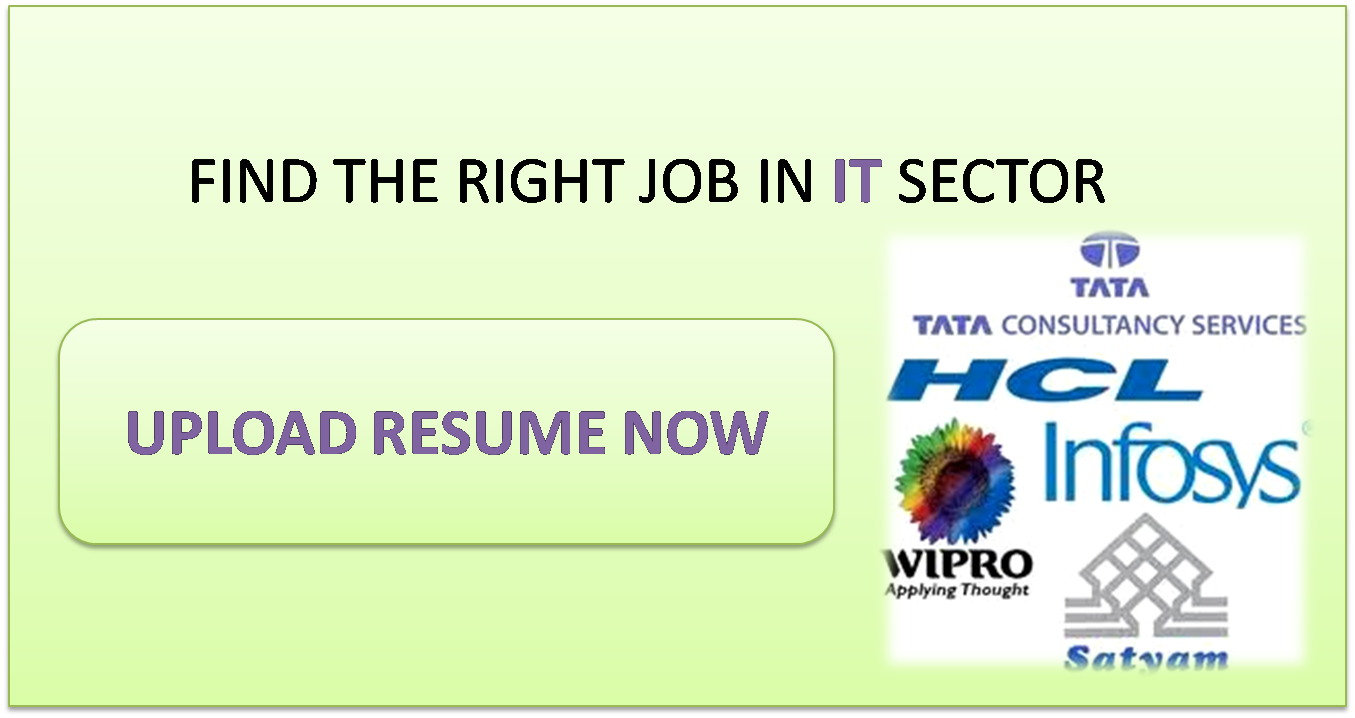 FIND THE RIGHT JOB IN IT SECTOR
UPLOAD RESUME NOW
TATA
TATA CONSULTANCY SERVICES
HCL
Infosys®
WIPRO
Applying Thought
Satyam